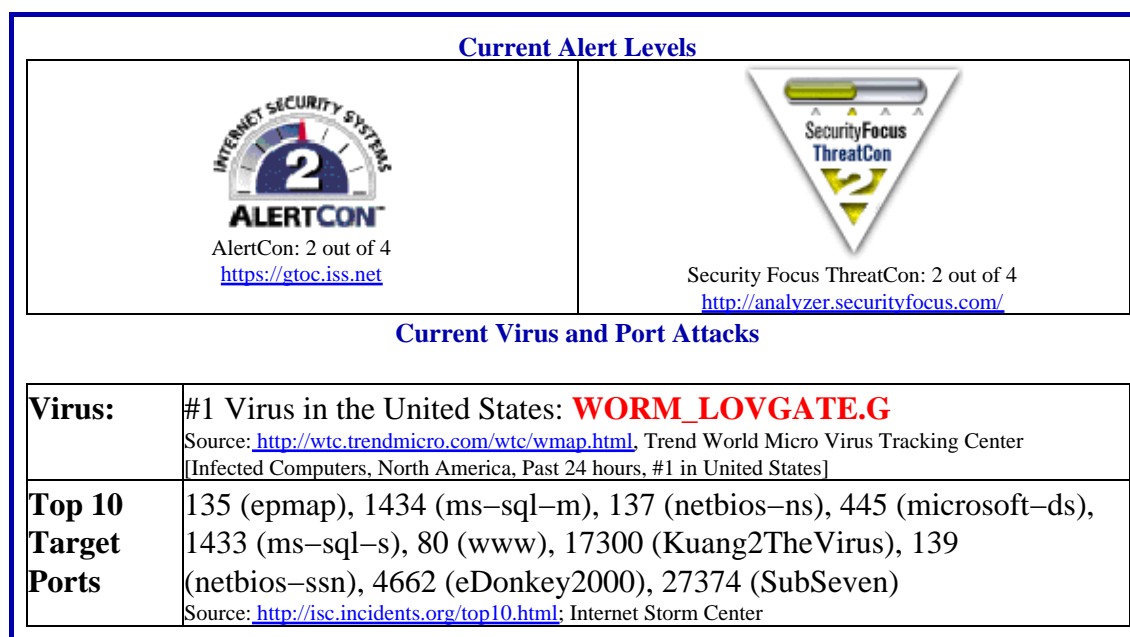 Current Alert Levels
INTERNET SECURITY SYSTEMS
2
ALERTCON™
AlertCon: 2 out of 4
https://gtoc.iss.net
SecurityFocus
ThreatCon
2
Security Focus ThreatCon: 2 out of 4
http://analyzer.securityfocus.com/
Current Virus and Port Attacks
Virus:
#1 Virus in the United States: WORM_LOVGATE.G
Source: http://wtc.trendmicro.com/wtc/wmap.html, Trend World Micro Virus Tracking Center
[Infected Computers, North America, Past 24 hours, #1 in United States]
Top 10
Target
Ports
135 (epmap), 1434 (ms−sql−m), 137 (netbios−ns), 445 (microsoft−ds),
1433 (ms−sql−s), 80 (www), 17300 (Kuang2TheVirus), 139
(netbios−ssn), 4662 (eDonkey2000), 27374 (SubSeven)
Source: http://isc.incidents.org/top10.html; Internet Storm Center